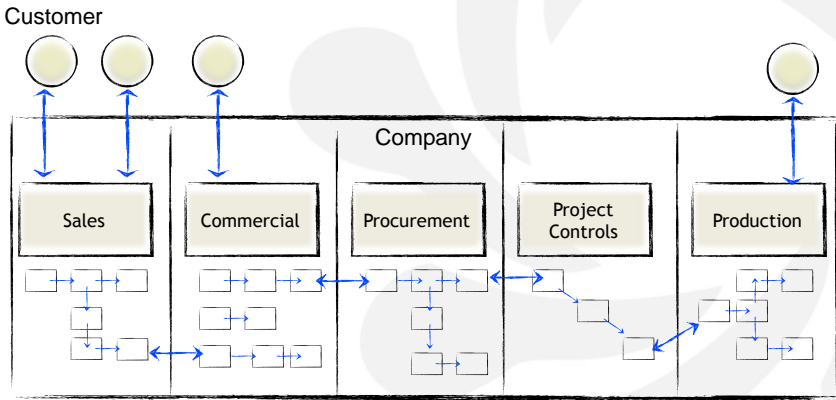 Customer
Company
Sales
Commercial
Procurement
Project
Controls
Production